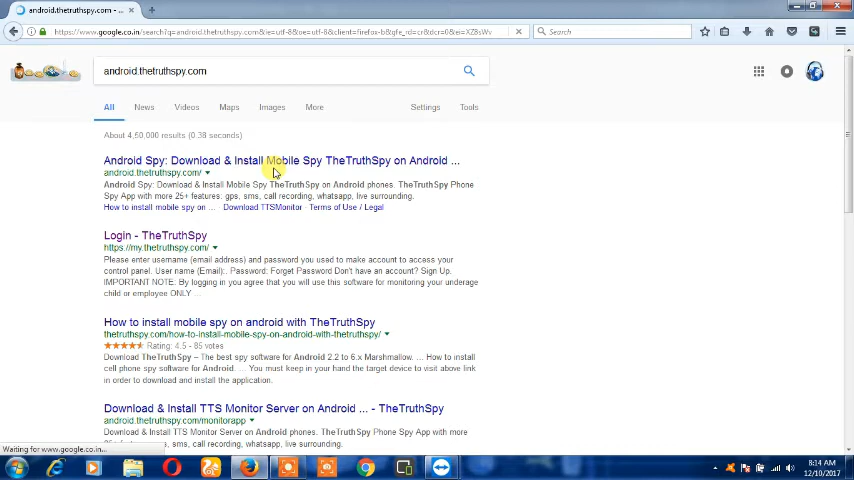 android.thetruthspy.com - ...
https://www.google.co.in/search?q=android.thetruthspy.com&ie=utf-8&oe=utf-8&client=firefox-b&gfe_rd=cr&dcr=0&ei=XZ8sWv
Search
android.thetruthspy.com
All News Videos Maps Images More Settings Tools
About 4,50,000 results (0.38 seconds)
Android Spy: Download & Install Mobile Spy TheTruthSpy on Android ...
android.thetruthspy.com/
Android Spy: Download & Install Mobile Spy TheTruthSpy on Android phones. TheTruthSpy Phone
Spy App with more 25+ features: gps, sms, call recording, whatsapp, live surrounding.
How to install mobile spy on ... - Download TTSMonitor - Terms of Use / Legal
Login - TheTruthSpy
https://my.thetruthspy.com/
Please enter username (email address) and password you used to make account to access your
control panel. User name (Email):. Password: Forget Password Don't have an account? Sign Up.
IMPORTANT NOTE: By logging in you agree that you will use this software for monitoring your underage
child or employee ONLY ...
How to install mobile spy on android with TheTruthSpy
thetruthspy.com/how-to-install-mobile-spy-on-android-with-thetruthspy/
Rating: 4.5 - 85 votes
Download TheTruthSpy – The best spy software for Android 2.2 to 6.x Marshmallow. ... How to install
cell phone spy software for Android. ... You must keep in your hand the target device to visit above link
in order to download and install the application.
Download & Install TTS Monitor Server on Android ... - TheTruthSpy
android.thetruthspy.com/monitorapp
Download & Install TTS Monitor Server on Android phones. TheTruthSpy Phone Spy App with more
25+ features: gps, sms, call recording, whatsapp, live surrounding.
Waiting for www.google.co.in...
8:14 AM
12/10/2017